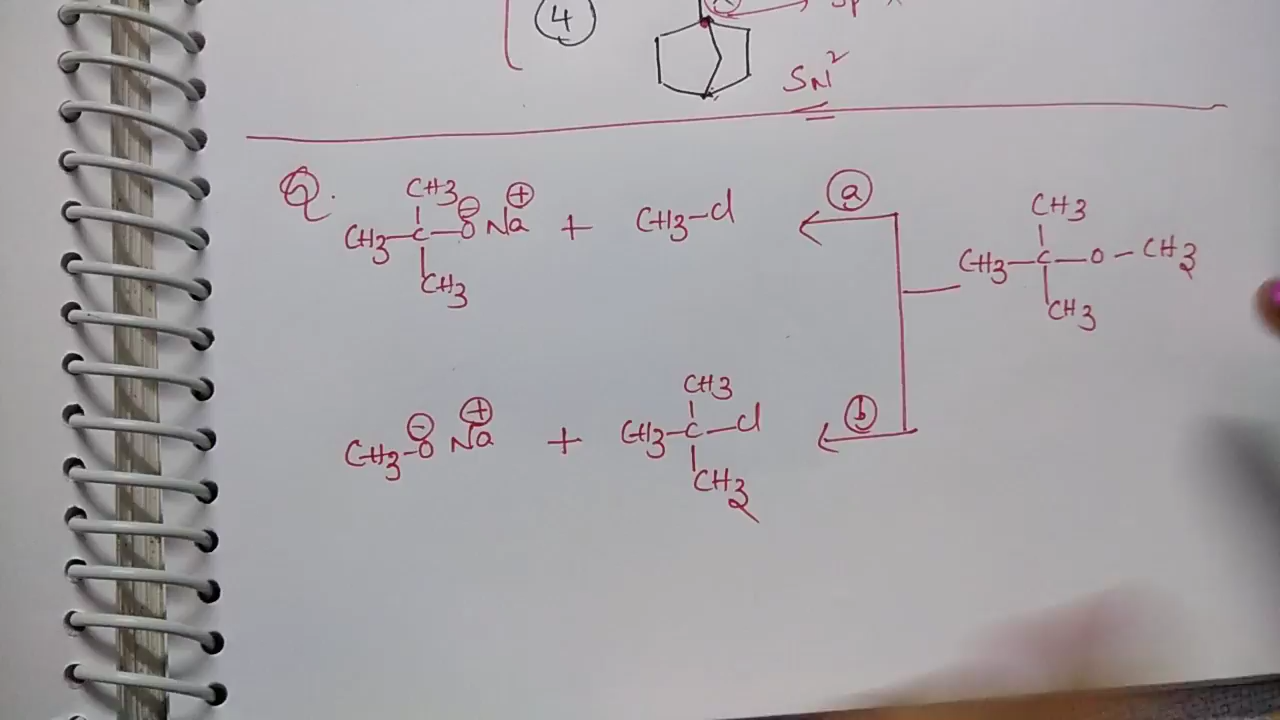 4
SN2
Q.
CH3
CH3-C-O⊖ Na⊕ + CH3-Cl
CH3
a
CH3
CH3-C-O-CH3
CH3
CH3-O⊖ Na⊕ +
CH3
CH3-C-Cl
CH3
b